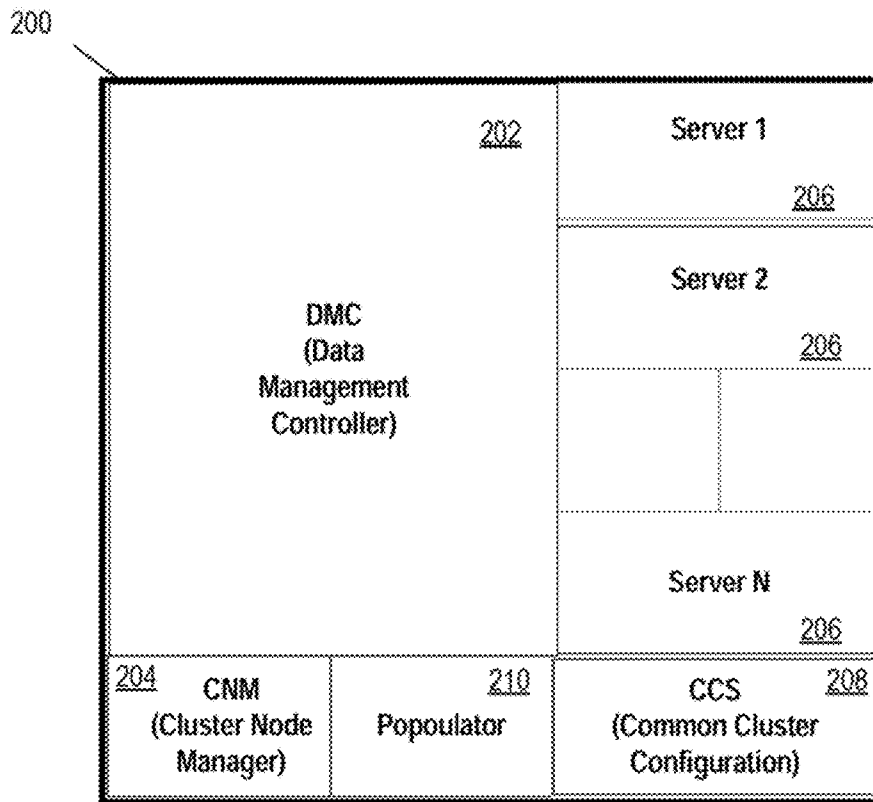 200
202
Server 1
206
Server 2
206
DMC
(Data
Management
Controller)
Server N
206
204
CNM
(Cluster Node
Manager)
210
Popoulator
208
CCS
(Common Cluster
Configuration)